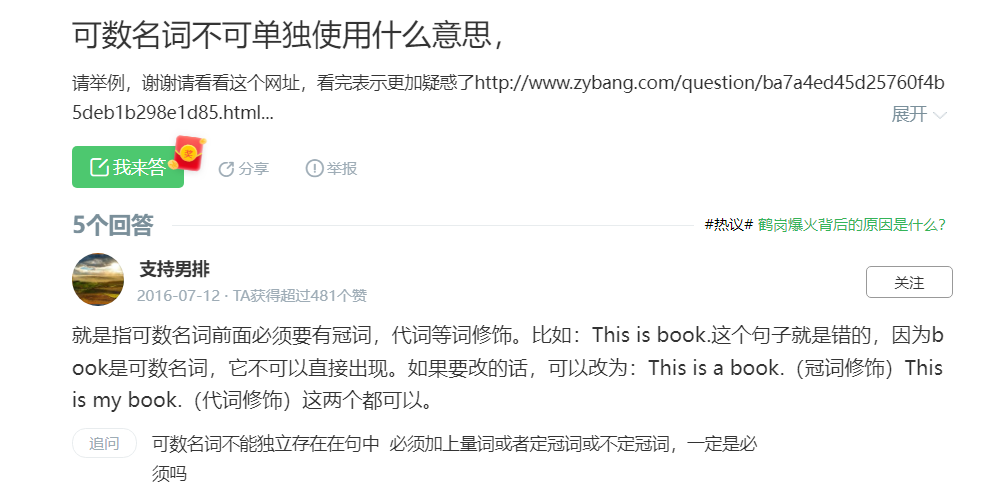 可数名词不可单独使用什么意思，
请举例，谢谢请看看这个网址，看完表示更加疑惑了http://www.zybang.com/question/ba7a4ed45d25760f4b
5deb1b298e1d85.html...
展开
我来答
奖
分享
举报
5个回答
#热议# 鹤岗爆火背后的原因是什么？
支持男排
2016-07-12 · TA获得超过481个赞
关注
就是指可数名词前面必须要有冠词，代词等词修饰。比如：This is book.这个句子就是错的，因为b
ook是可数名词，它不可以直接出现。如果要改的话，可以改为：This is a book.（冠词修饰）This
is my book.（代词修饰）这两个都可以。
追问
可数名词不能独立存在在句中 必须加上量词或者定冠词或不定冠词，一定是必
须吗